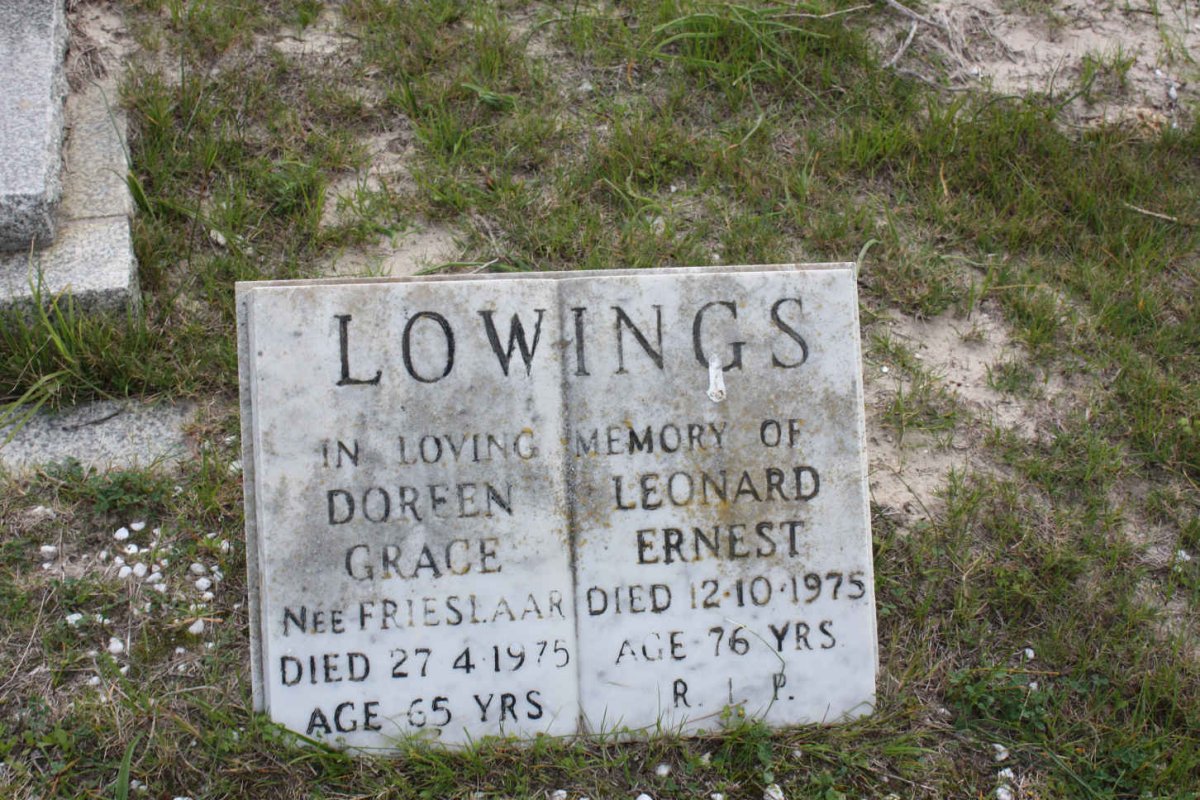 LOWINGS
IN LOVING MEMORY OF
DOREEN
GRACE
NEE FRIESLAAR
DIED 27·4·1975
AGE 65 YRS
LEONARD
ERNEST
DIED 12·10·1975
AGE 76 YRS.
R.I.P.